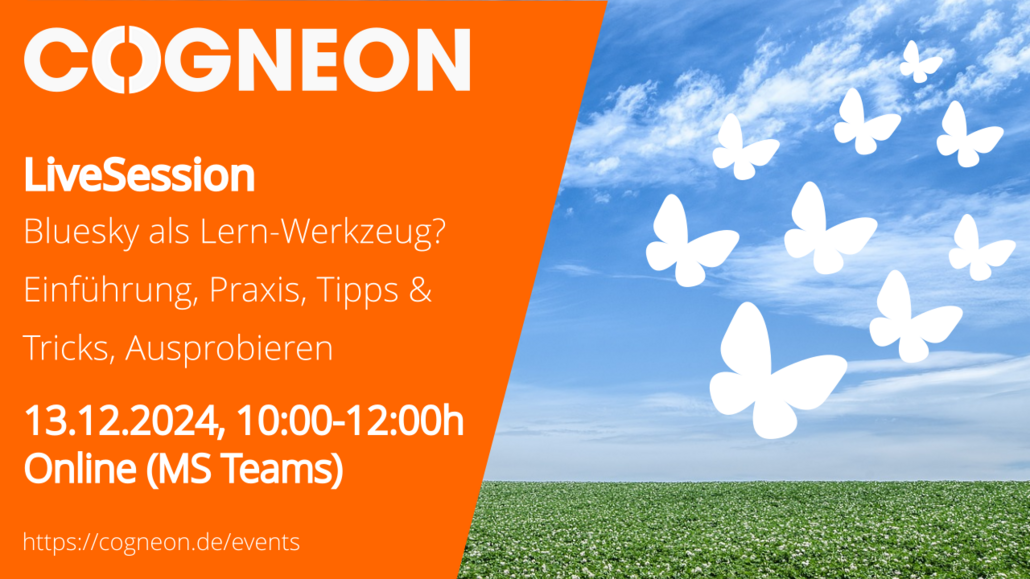 COGNEON
LiveSession
Bluesky als Lern-Werkzeug?
Einführung, Praxis, Tipps &
Tricks, Ausprobieren
13.12.2024, 10:00-12:00h
Online (MS Teams)
https://cogneon.de/events